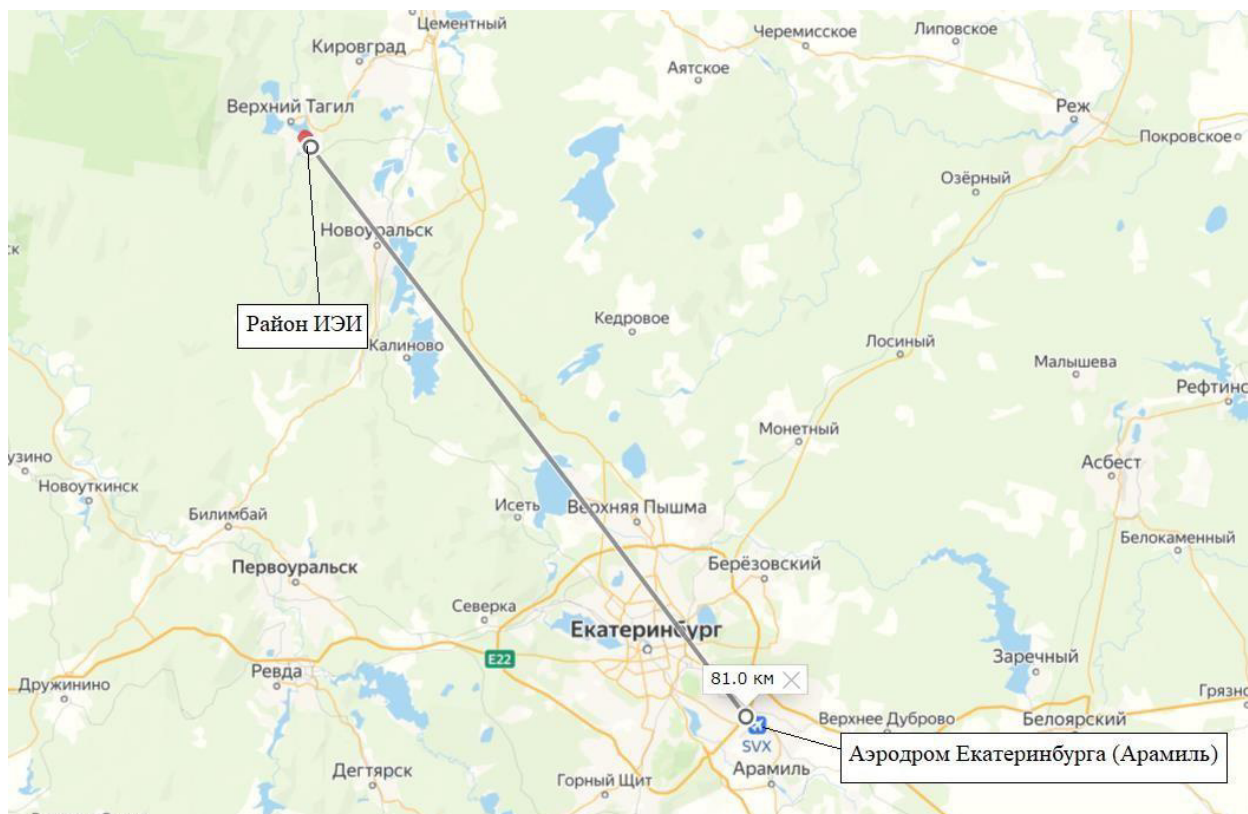 Цементный
Кировград
Черемисское
Липовское
Аятское
Верхний Тагил
Реж
Покровское
Озёрный
Новоуральск
ск
Район ИЭИ
Кедровое
Калиново
Лосиный
Малышева
Рефтинс
Монетный
узино
Асбест
Новоуткинск
Исеть
Верхняя Пышма
Билимбай
Белокаменный
Первоуральск
Берёзовский
Северка
Екатеринбург
E22
Заречный
Ревда
81.0 км
Дружинино
Грязно
Верхнее Дуброво
Белоярский
SVX
Аэродром Екатеринбурга (Арамиль)
Арамиль
Дегтярск
Горный Щит